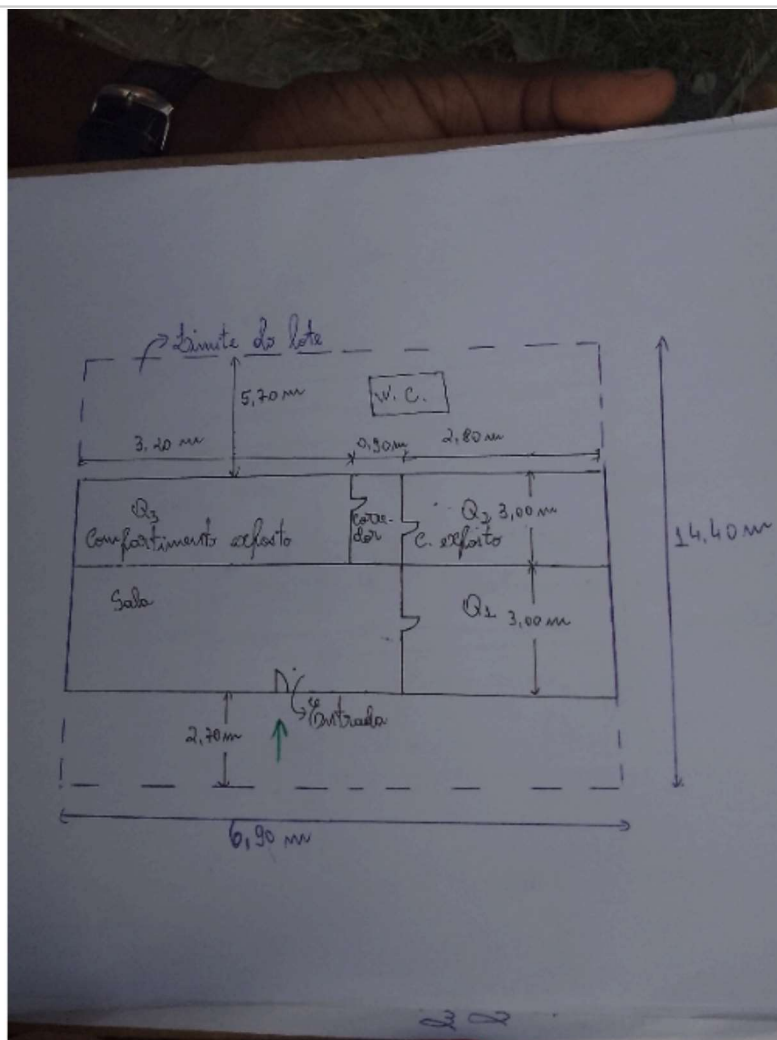 Limite do lote
5,70 m
W.C.
3,20 m
0,90 m
2,80 m
Q3
Compartimento exposto
Corre-
dor
Q2
C. exposto
3,00 m
14,40 m
Sala
Q1
3,00 m
Entrada
2,70 m
6,90 m